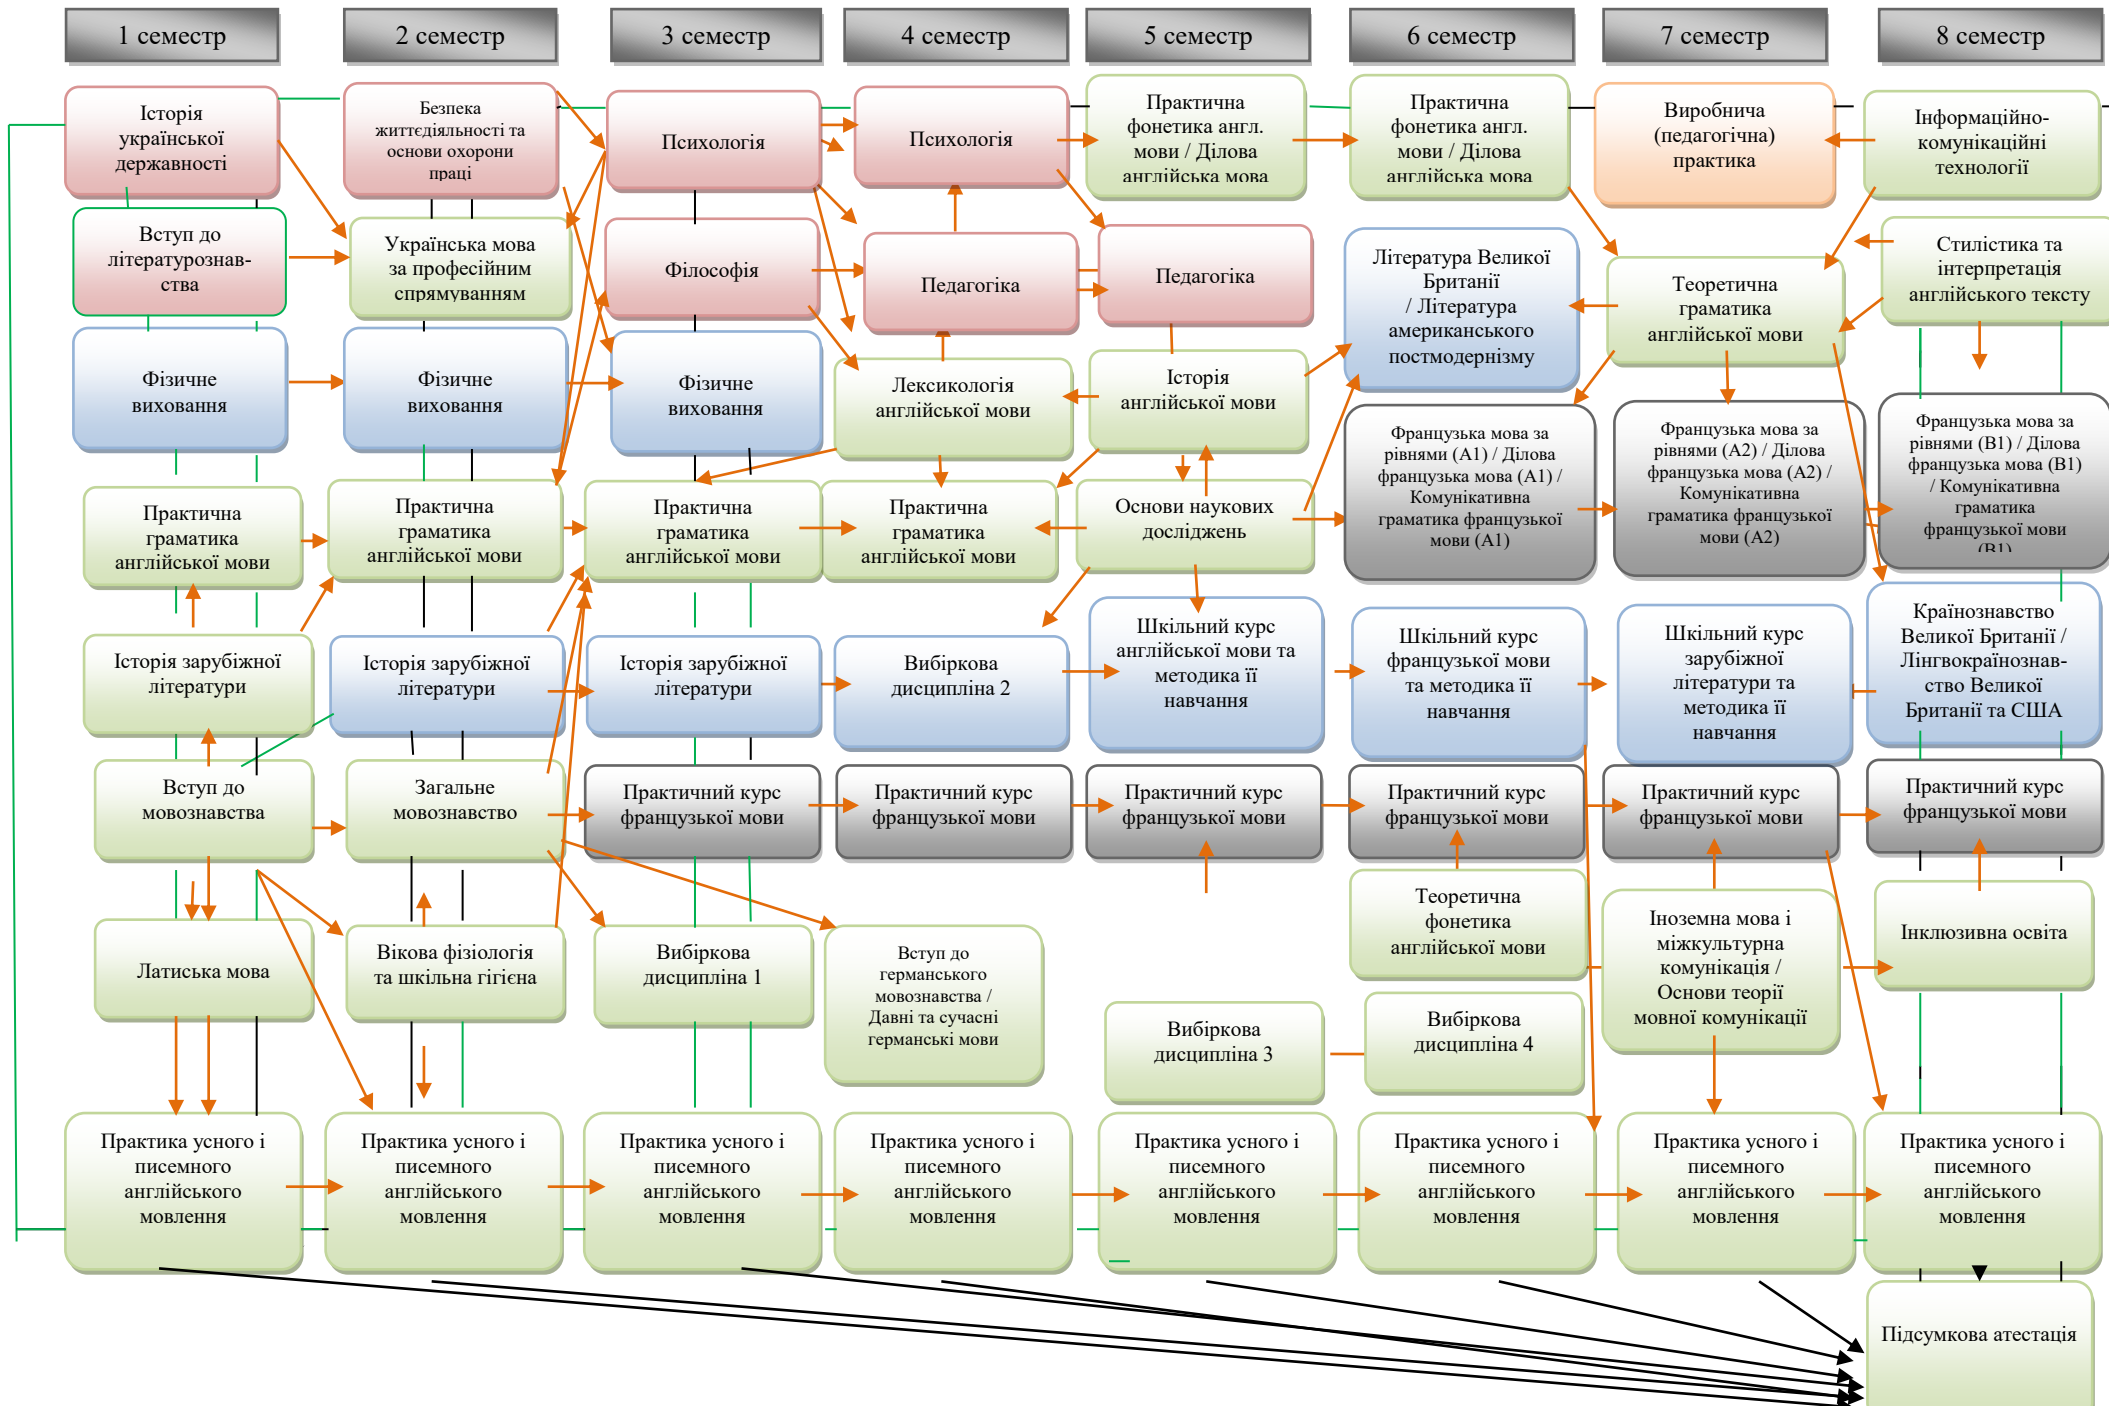 1 семестр
2 семестр
3 семестр
4 семестр
5 семестр
6 семестр
7 семестр
8 семестр
Історія
української
державності
Безпека
життєдіяльності та
основи охорони
праці
Психологія
Психологія
Практична
фонетика англ.
мови / Ділова
англійська мова
Практична
фонетика англ.
мови / Ділова
англійська мова
Виробнича
(педагогічна)
практика
Інформаційно-
комунікаційні
технології
Вступ до
літературознав-
ства
Українська мова
за професійним
спрямуванням
Філософія
Педагогіка
Педагогіка
Література Великої
Британії
/ Література
американського
постмодернізму
Теоретична
граматика
англійської мови
Стилістика та
інтерпретація
англійського тексту
Фізичне
виховання
Фізичне
виховання
Фізичне
виховання
Лексикологія
англійської мови
Історія
англійської мови
Французька мова за
рівнями (А1) / Ділова
французька мова (А1) /
Комунікативна
граматика французької
мови (А1)
Французька мова за
рівнями (А2) / Ділова
французька мова (А2) /
Комунікативна
граматика французької
мови (А2)
Французька мова за
рівнями (В1) / Ділова
французька мова (В1)
/ Комунікативна
граматика
французької мови
(В1)
Практична
граматика
англійської мови
Практична
граматика
англійської мови
Практична
граматика
англійської мови
Практична
граматика
англійської мови
Основи наукових
досліджень
Історія зарубіжної
літератури
Історія зарубіжної
літератури
Історія зарубіжної
літератури
Вибіркова
дисципліна 2
Шкільний курс
англійської мови та
методика її
навчання
Шкільний курс
французької мови
та методика її
навчання
Шкільний курс
зарубіжної
літератури та
методика її
навчання
Країнознавство
Великої Британії /
Лінгвокраїнознав-
ство Великої
Британії та США
Вступ до
мовознавства
Загальне
мовознавство
Практичний курс
французької мови
Практичний курс
французької мови
Практичний курс
французької мови
Практичний курс
французької мови
Практичний курс
французької мови
Практичний курс
французької мови
Латиська мова
Вікова фізіологія
та шкільна гігієна
Вибіркова
дисципліна 1
Вступ до
германського
мовознавства /
Давні та сучасні
германські мови
Вибіркова
дисципліна 3
Теоретична
фонетика
англійської мови
Вибіркова
дисципліна 4
Іноземна мова і
міжкультурна
комунікація /
Основи теорії
мовної комунікації
Інклюзивна освіта
Практика усного і
писемного
англійського
мовлення
Практика усного і
писемного
англійського
мовлення
Практика усного і
писемного
англійського
мовлення
Практика усного і
писемного
англійського
мовлення
Практика усного і
писемного
англійського
мовлення
Практика усного і
писемного
англійського
мовлення
Практика усного і
писемного
англійського
мовлення
Практика усного і
писемного
англійського
мовлення
Підсумкова атестація